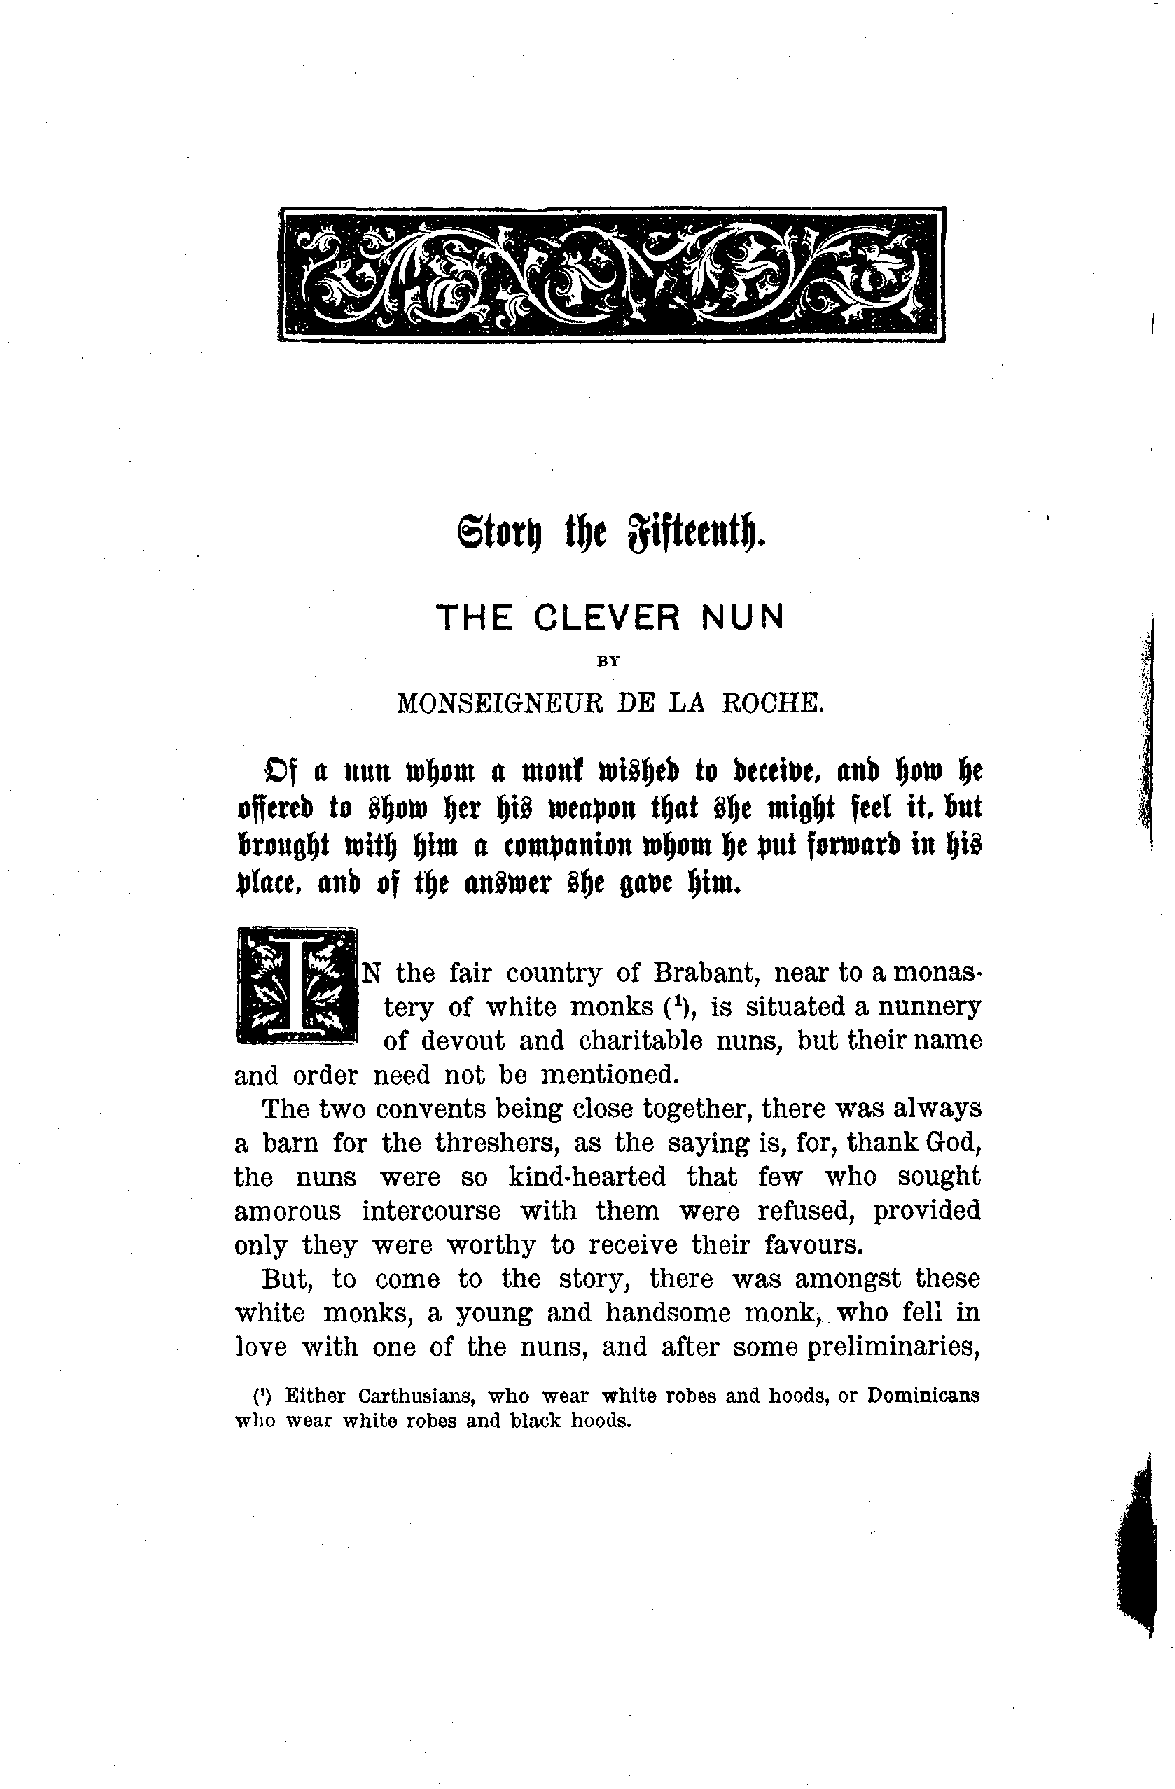 Story the Fifteenth.
THE CLEVER NUN
BY
MONSEIGNEUR DE LA ROCHE.
Of a nun whom a monk wished to deceive, and how he
offered to show her his weapon that she might feel it, but
brought with him a companion whom he put forward in his
place, and of the answer she gave him.
IN the fair country of Brabant, near to a monas-
tery of white monks (¹), is situated a nunnery
of devout and charitable nuns, but their name
and order need not be mentioned.
The two convents being close together, there was always
a barn for the threshers, as the saying is, for, thank God,
the nuns were so kind-hearted that few who sought
amorous intercourse with them were refused, provided
only they were worthy to receive their favours.
But, to come to the story, there was amongst these
white monks, a young and handsome monk, who fell in
love with one of the nuns, and after some preliminaries,
(¹) Either Carthusians, who wear white robes and hoods, or Dominicans
who wear white robes and black hoods.